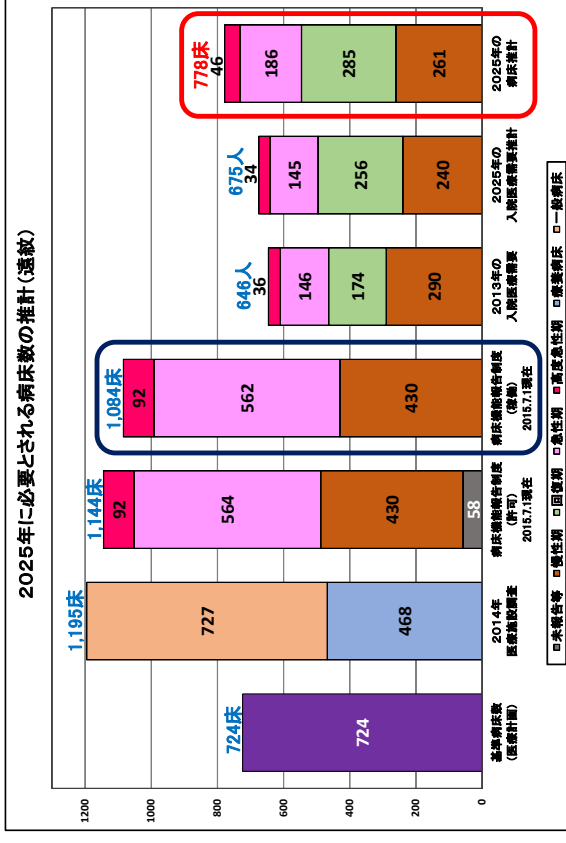 2025年に必要とされる病床数の推計(遠紋)
1200
1000
800
600
400
200
0
724床
724
基準病床数
(医療計画)
1,195床
727
468
2014年
医療施設調査
1,144床
92
564
430
58
病床機能報告制度
(許可)
2015.7.1現在
1,084床
92
562
430
病床機能報告制度
(稼働)
2015.7.1現在
646人
36
146
174
290
2013年の
入院医療需要
675人
34
145
256
240
2025年の
入院医療需要推計
778床
46
186
285
261
2025年の
病床推計
■未報告等 ■慢性期 ■回復期 ■急性期 ■高度急性期 ■療養病床 ■一般病床